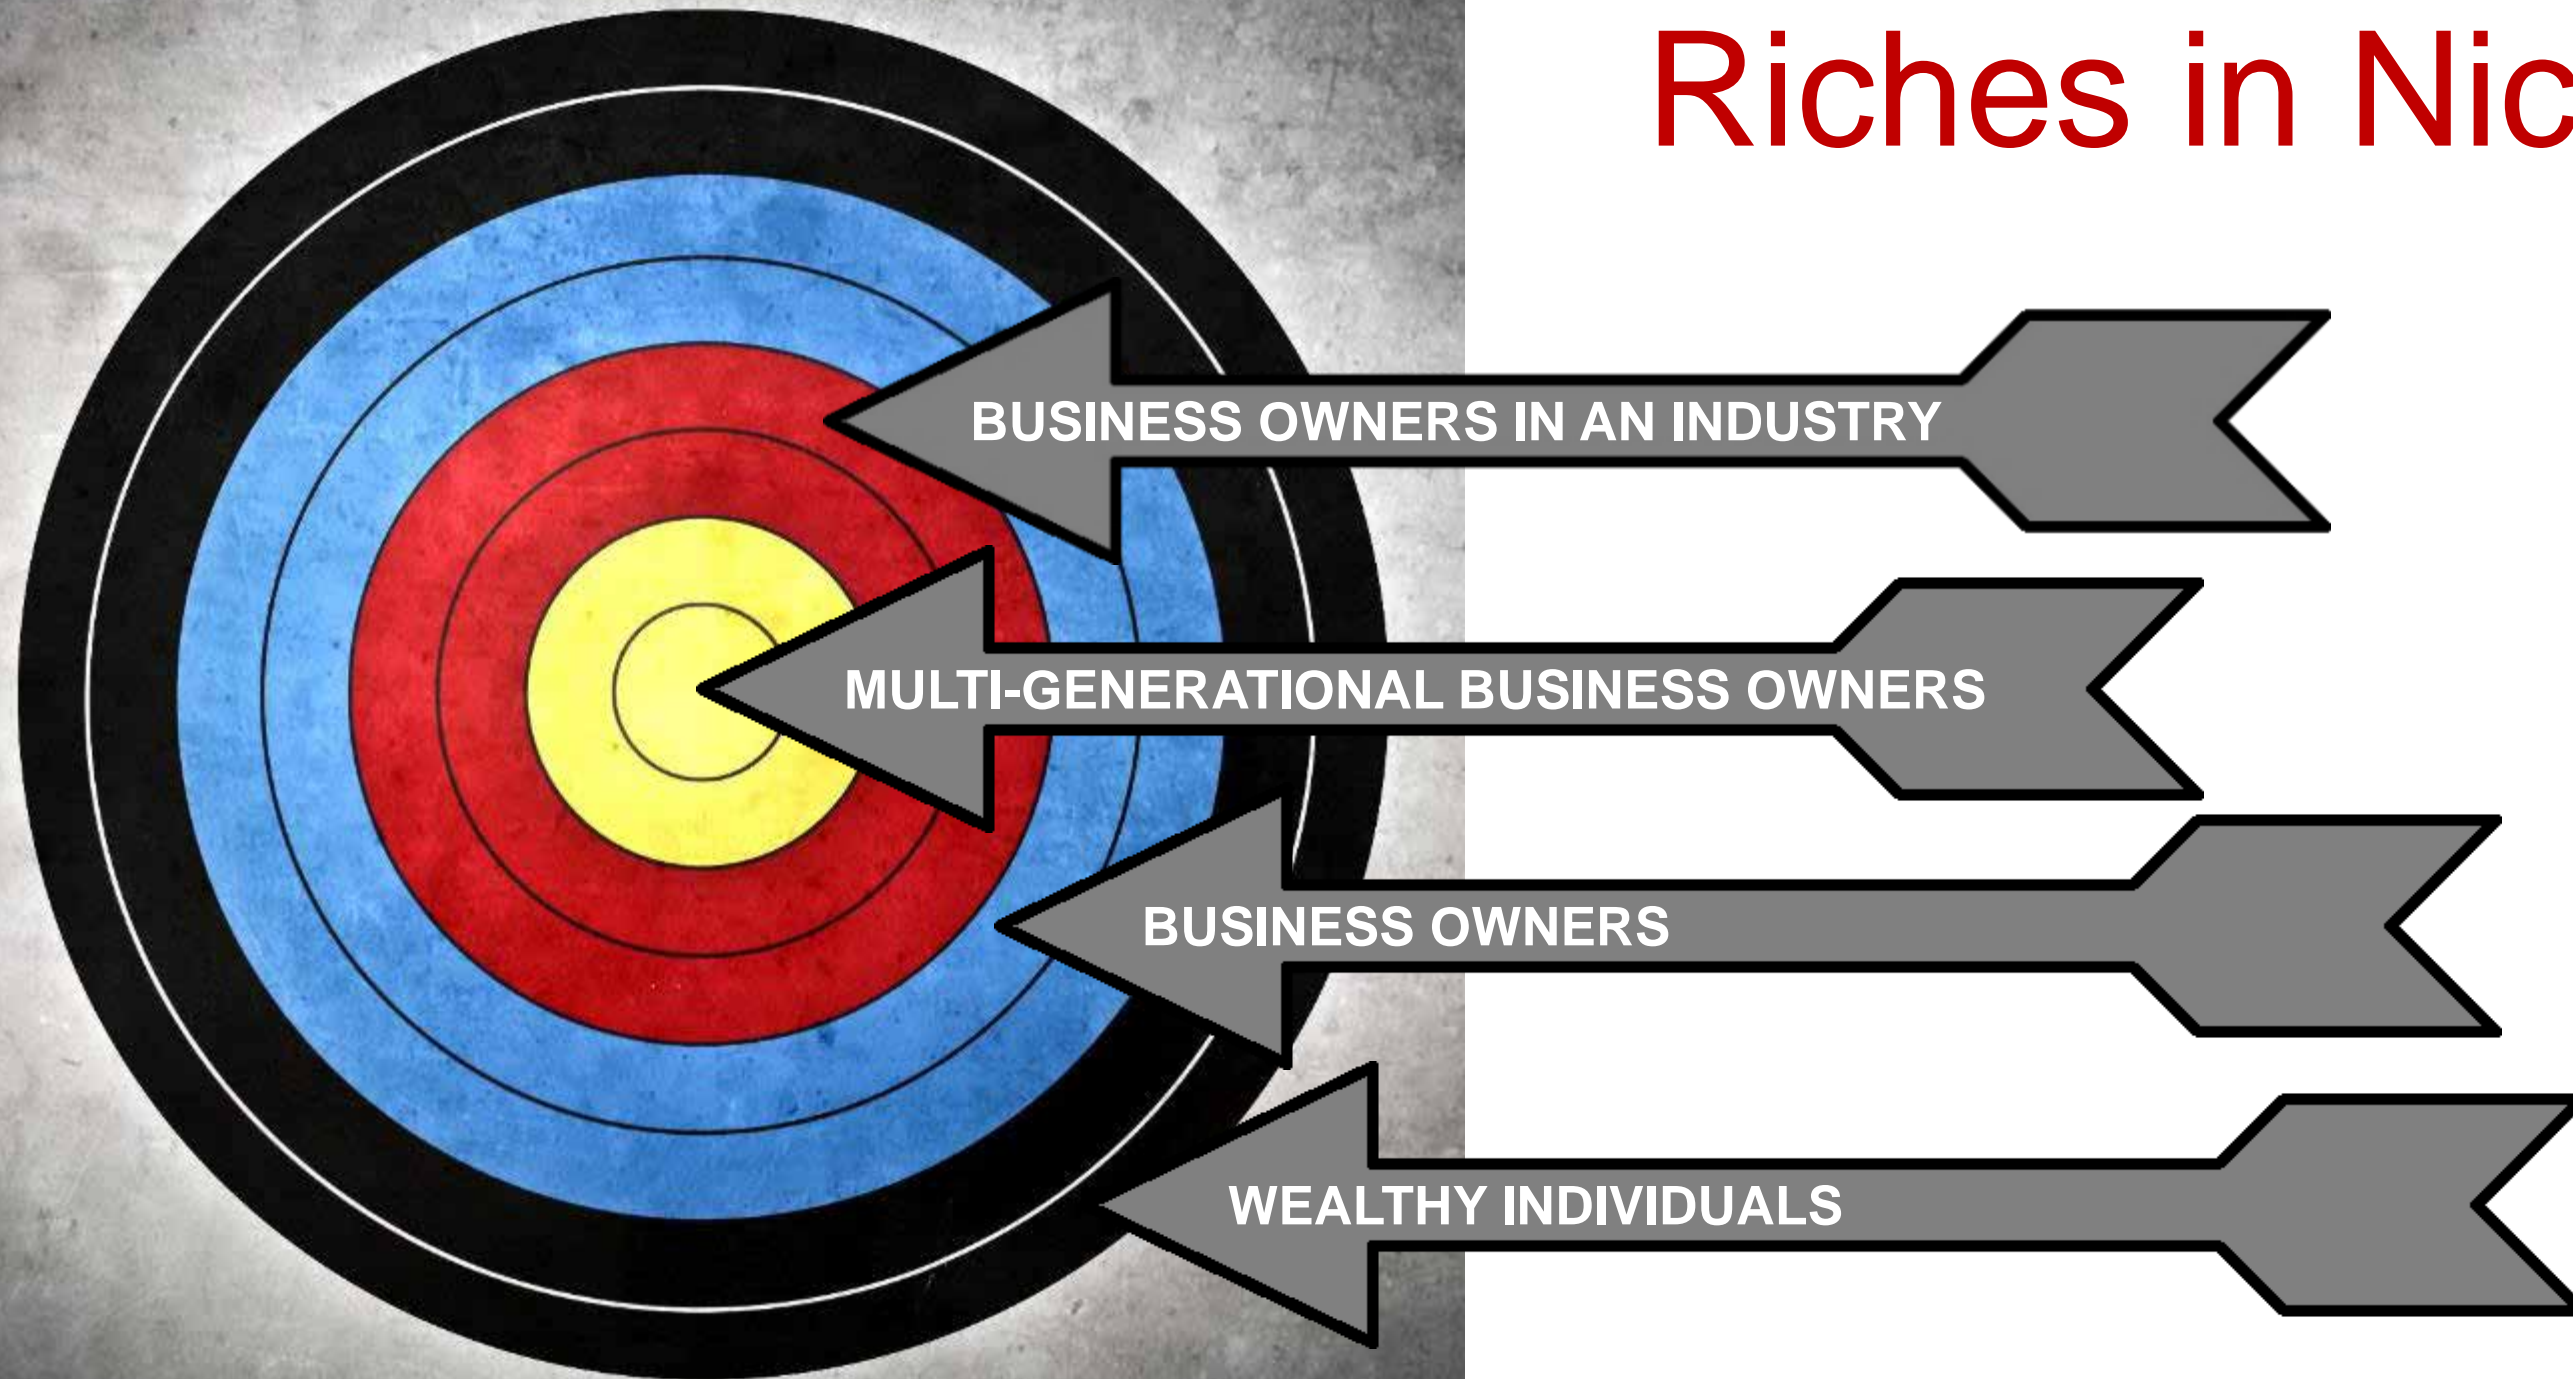 Riches in Nic
BUSINESS OWNERS IN AN INDUSTRY
MULTI-GENERATIONAL BUSINESS OWNERS
BUSINESS OWNERS
WEALTHY INDIVIDUALS